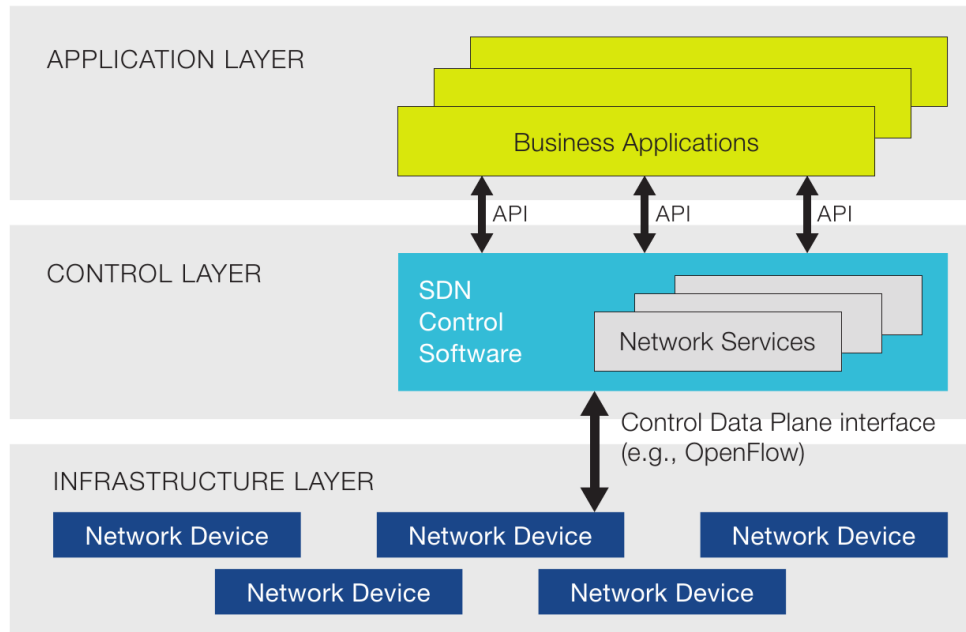 APPLICATION LAYER
Business Applications
API
API
API
CONTROL LAYER
SDN
Control
Software
Network Services
Control Data Plane interface
(e.g., OpenFlow)
INFRASTRUCTURE LAYER
Network Device
Network Device
Network Device
Network Device
Network Device